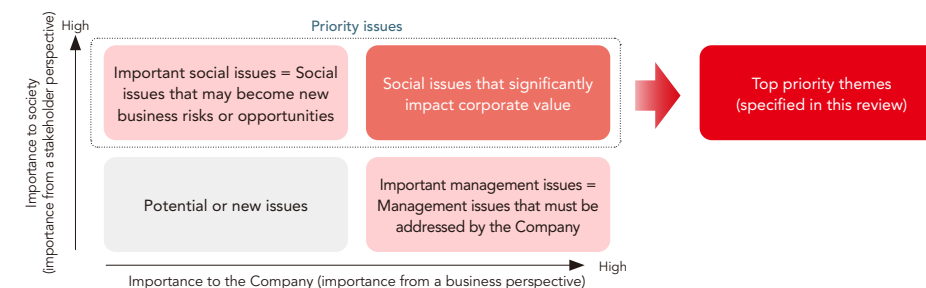 High
Priority issues
Importance to society
(importance from a stakeholder perspective)
Important social issues = Social
issues that may become new
business risks or opportunities
Social issues that significantly
impact corporate value
Top priority themes
(specified in this review)
Potential or new issues
Important management issues =
Management issues that must be
addressed by the Company
High
Importance to the Company (importance from a business perspective)